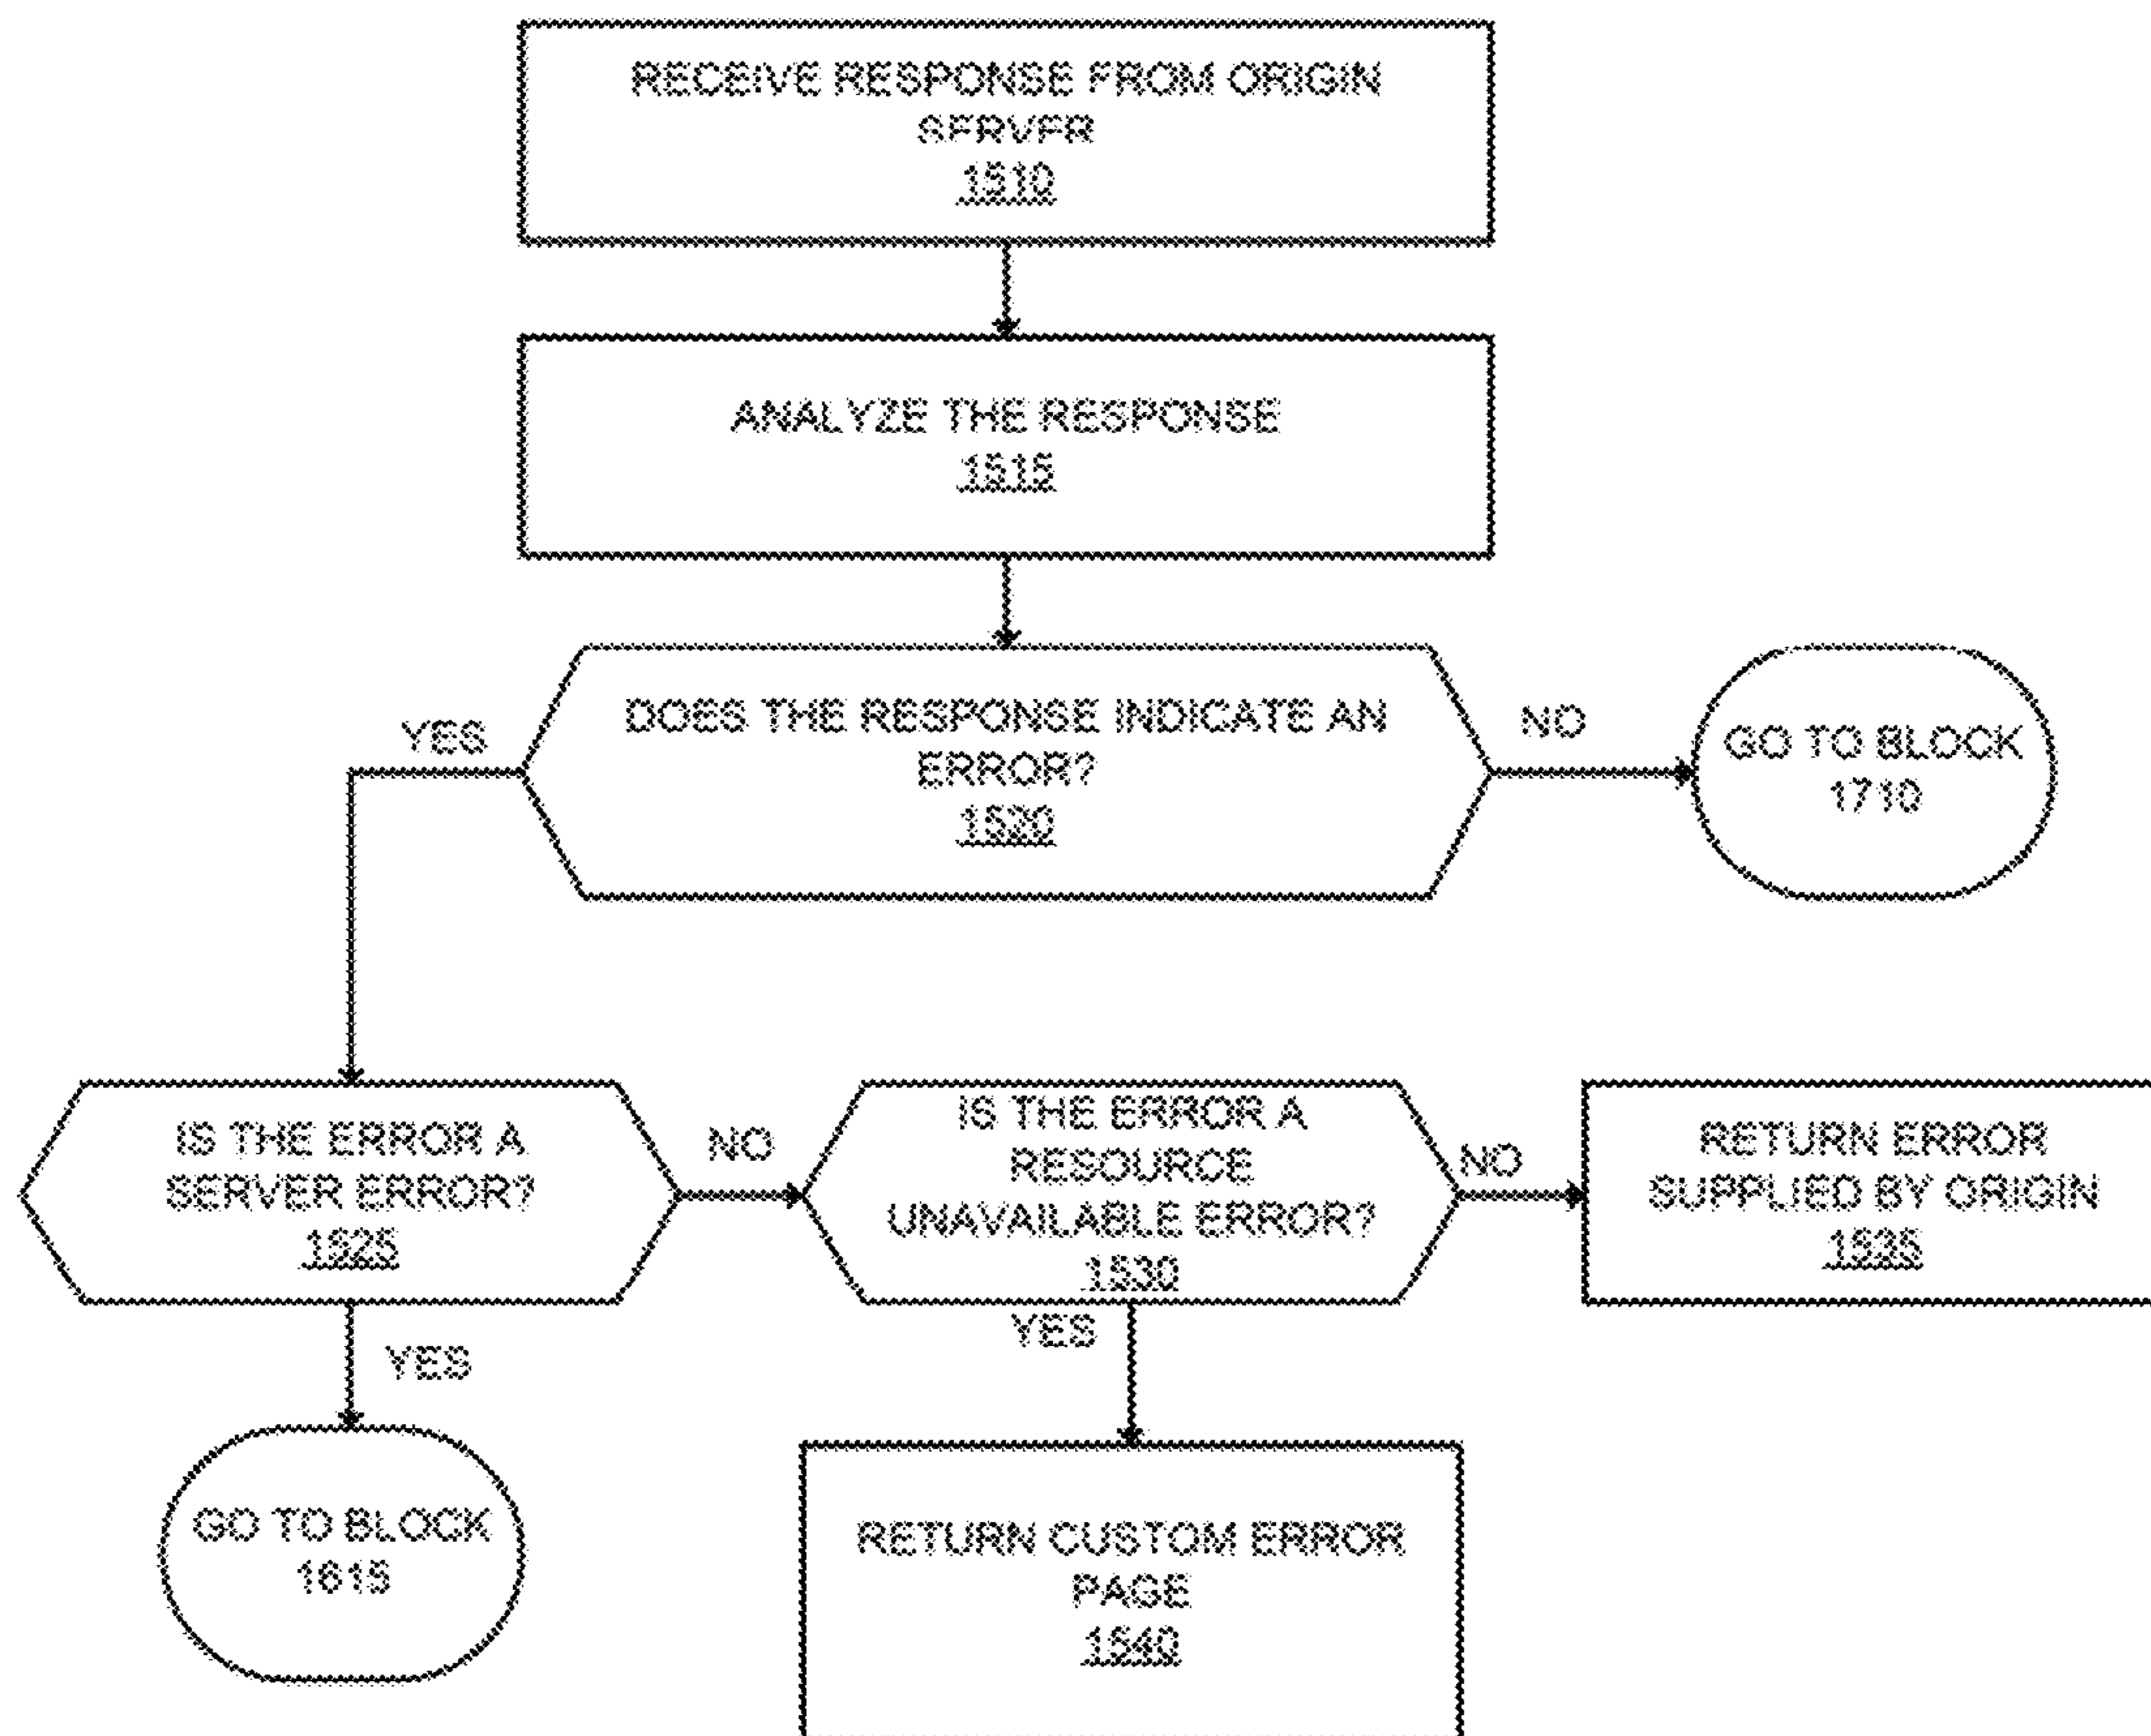 RECEIVE RESPONSE FROM ORIGIN
SERVER
1510
ANALYZE THE RESPONSE
1515
DOES THE RESPONSE INDICATE AN
ERROR?
1520
YES
NO
GO TO BLOCK
1710
IS THE ERROR A
SERVER ERROR?
1525
NO
IS THE ERROR A
RESOURCE
UNAVAILABLE ERROR?
1530
NO
RETURN ERROR
SUPPLIED BY ORIGIN
1535
YES
YES
GO TO BLOCK
1615
RETURN CUSTOM ERROR
PAGE
1540